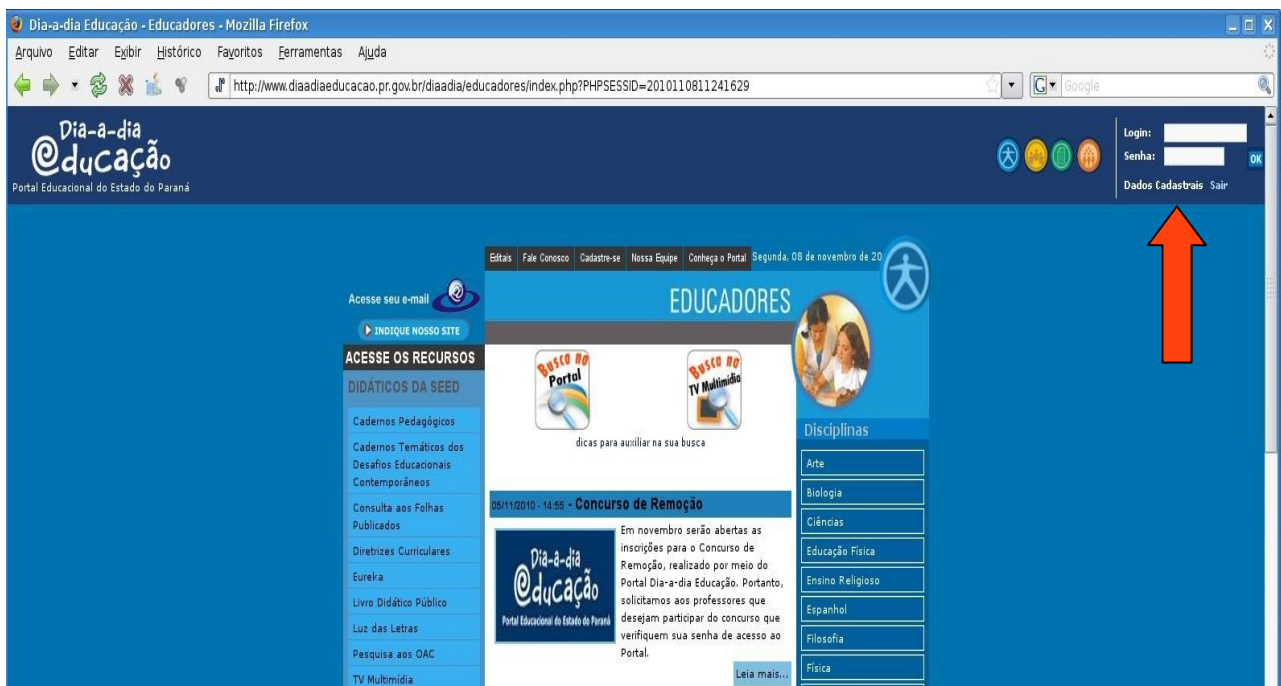 Dia-a-dia Educação - Educadores - Mozilla Firefox
Arquivo Editar Exibir Histórico Favoritos Ferramentas Ajuda
http://www.diaadiaeducacao.pr.gov.br/diaadia/educadores/index.php?PHPSESSID=2010110811241629
G Google
Dia-a-dia
@ducação
Portal Educacional do Estado do Paraná
Login:
Senha:
OK
Dados Cadastrais Sair
Editais Fale Conosco Cadastre-se Nossa Equipe Conheça o Portal Segunda, 08 de novembro de 20
Acesse seu e-mail
INDIQUE NOSSO SITE
ACESSE OS RECURSOS
DIDÁTICOS DA SEED
Cadernos Pedagógicos
Cadernos Temáticos dos
Desafios Educacionais
Contemporâneos
Consulta aos Folhas
Publicados
Diretrizes Curriculares
Eureka
Livro Didático Público
Luz das Letras
Pesquisa aos OAC
TV Multimídia
EDUCADORES
Busca no
Portal
Busca na
TV Multimídia
dicas para auxiliar na sua busca
05/11/2010 - 14:55 - Concurso de Remoção
Dia-a-dia
@ducação
Portal Educacional do Estado do Paraná
Em novembro serão abertas as
inscrições para o Concurso de
Remoção, realizado por meio do
Portal Dia-a-dia Educação. Portanto,
solicitamos aos professores que
desejam participar do concurso que
verifiquem sua senha de acesso ao
Portal.
Leia mais...
Disciplinas
Arte
Biologia
Ciências
Educação Física
Ensino Religioso
Espanhol
Filosofia
Física